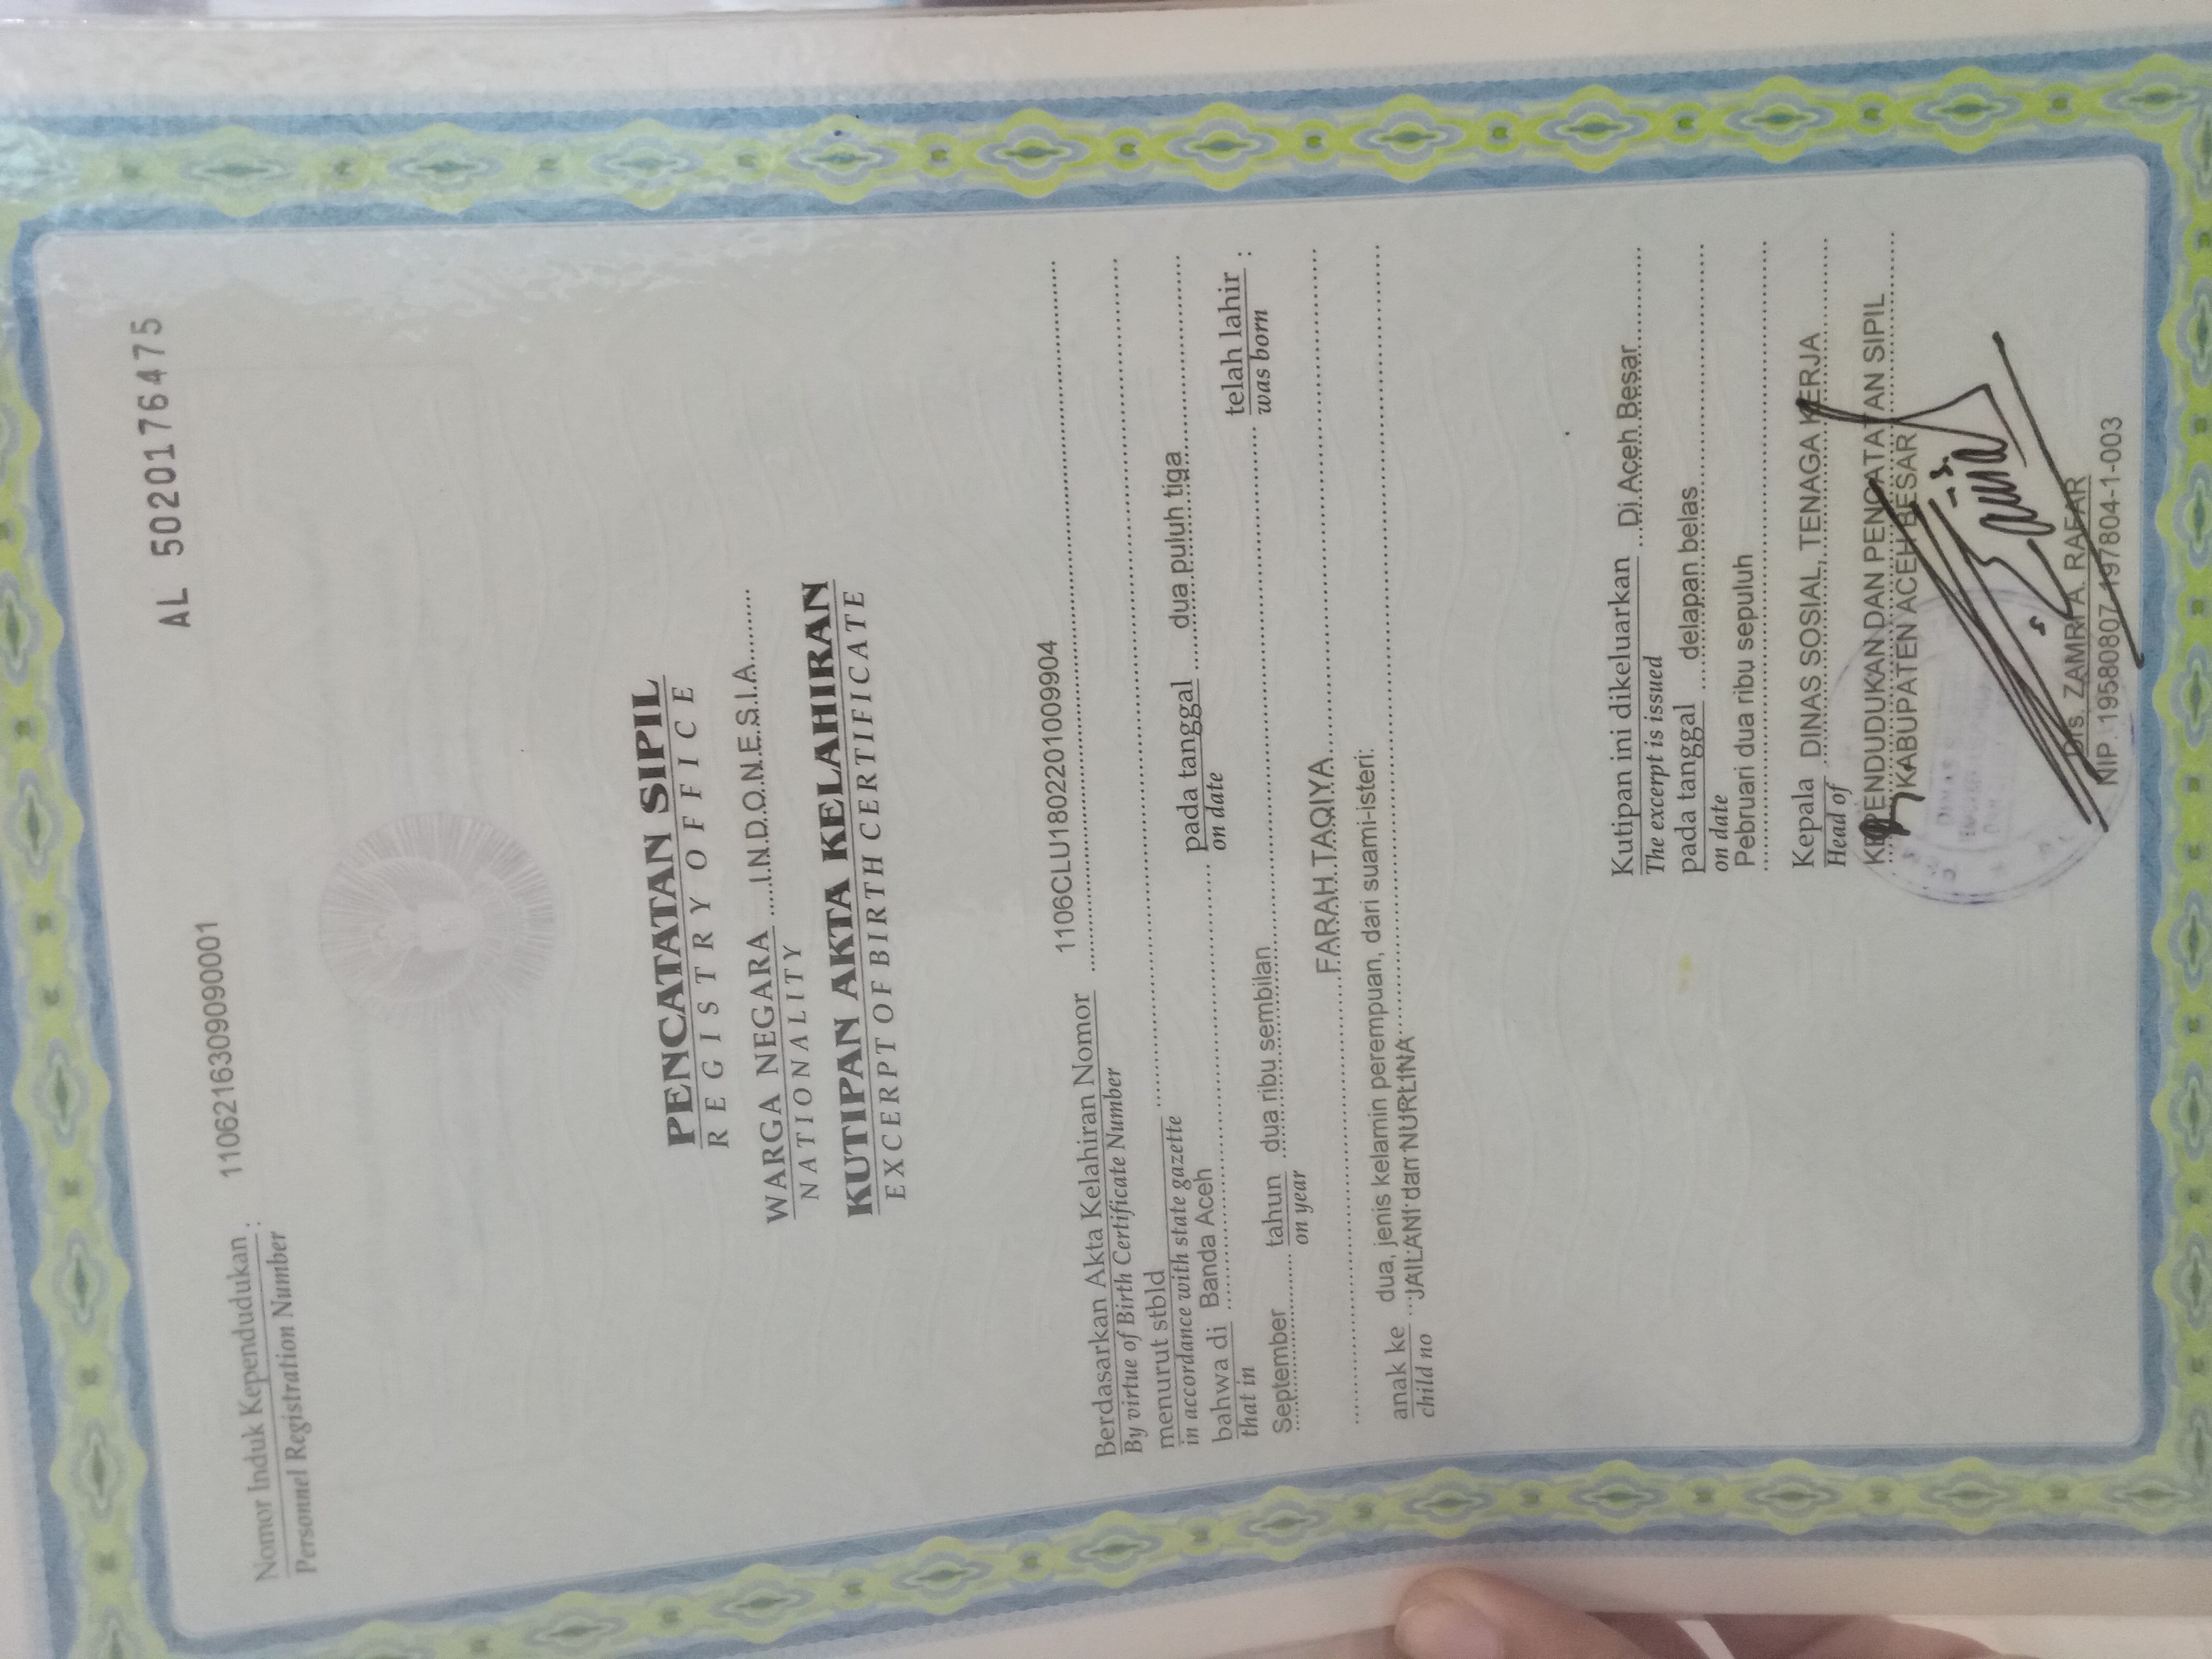 AL 5020176475
Nomor Induk Kependudukan : 1106216309090001
Personnel Registration Number
PENCATATAN SIPIL
REGISTRY OFFICE
WARGA NEGARA INDONESIA
NATIONALITY
KUTIPAN AKTA KELAHIRAN
EXCERPT OF BIRTH CERTIFICATE
Berdasarkan Akta Kelahiran Nomor 1106CLU1802201009904
By virtue of Birth Certificate Number
menurut stbld
in accordance with state gazette
bahwa di Banda Aceh pada tanggal dua puluh tiga
that in on date
September tahun dua ribu sembilan telah lahir :
on year was born
FARAH TAQIYA
anak ke dua, jenis kelamin perempuan, dari suami-isteri:
child no JAILANI dan NURLINA
Kutipan ini dikeluarkan Di Aceh Besar
The excerpt is issued
pada tanggal delapan belas
on date
Pebruari dua ribu sepuluh
Kepala DINAS SOSIAL, TENAGA KERJA
Head of
KEPENDUDUKAN DAN PENCATATAN SIPIL
KABUPATEN ACEH BESAR
Drs. ZAMRI A. RAFAR
NIP. 19580807-197804-1-003